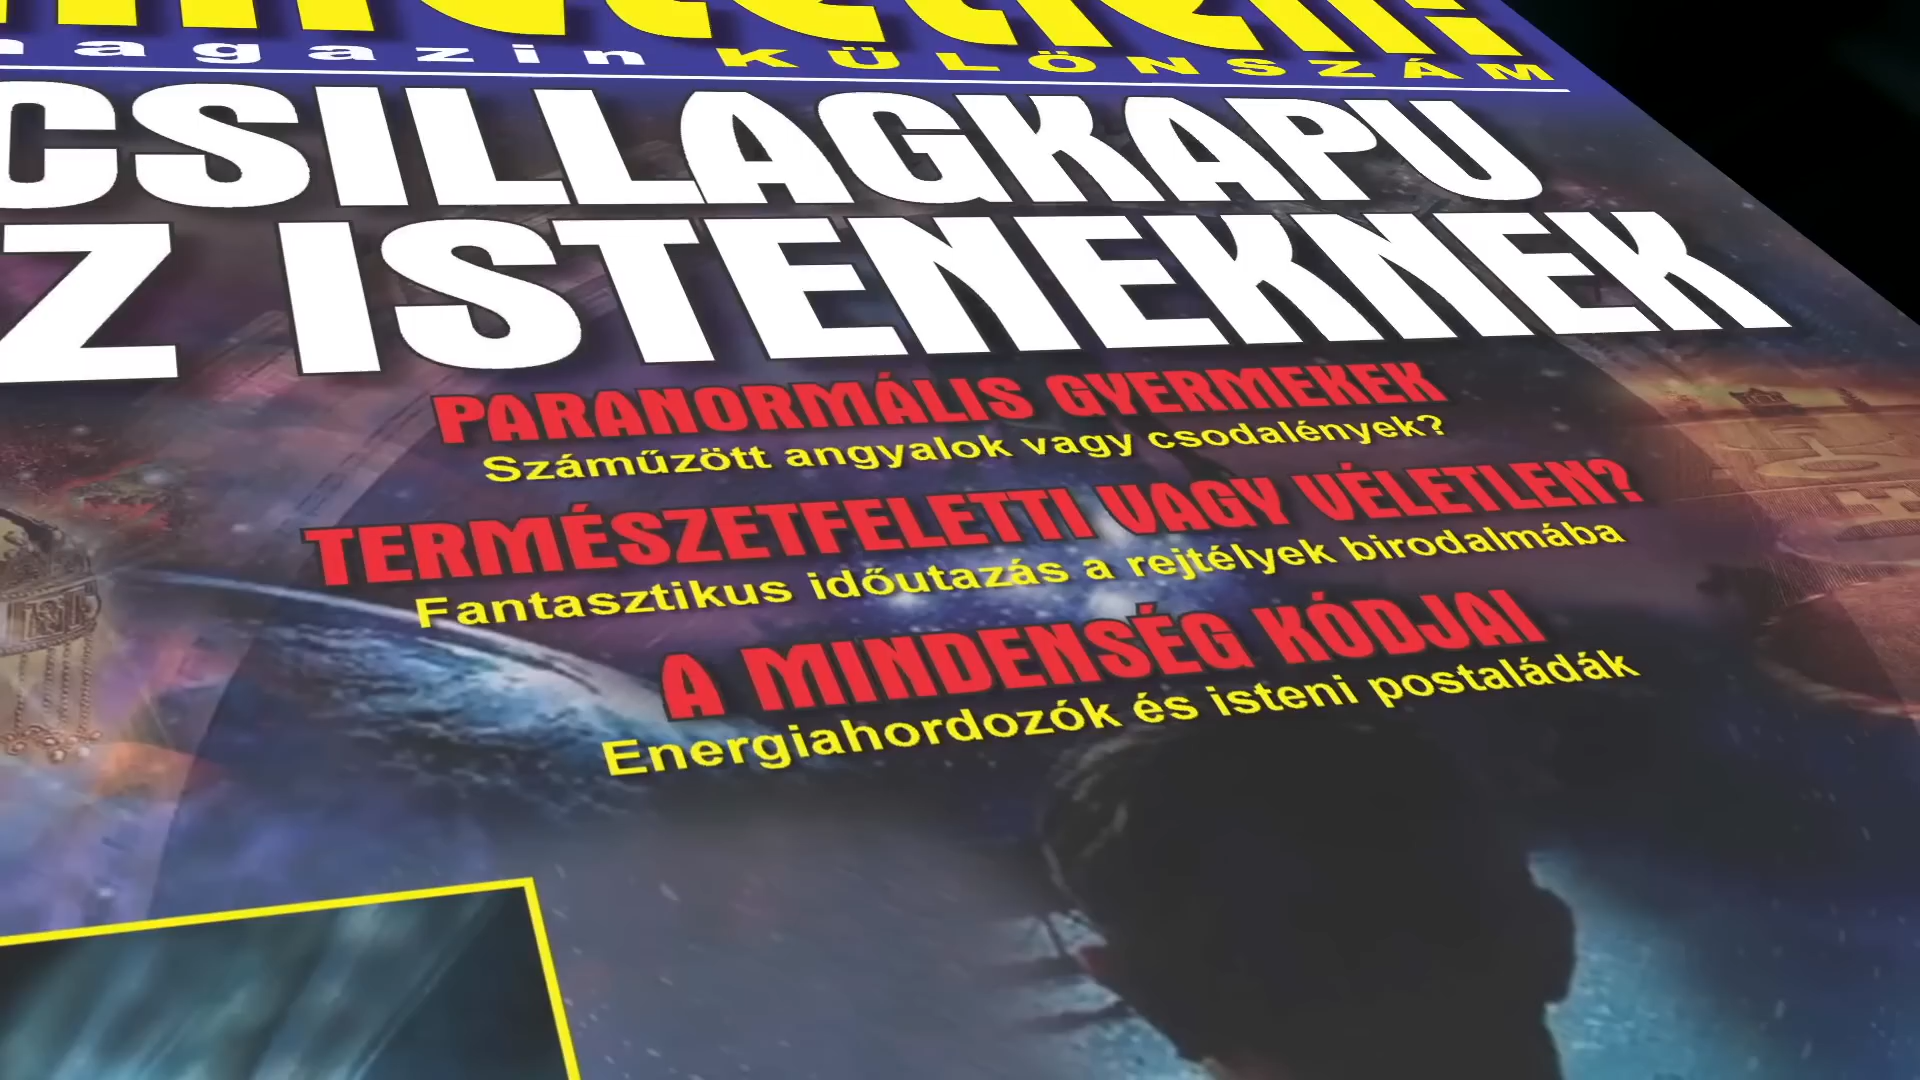 magazin KÜLÖNSZÁM
CSILLAGKAPU
Z ISTENEKNEK
PARANORMÁLIS GYERMEKEK
Száműzött angyalok vagy csodalények?
TERMÉSZETFELETTI VAGY VÉLETLEN?
Fantasztikus időutazás a rejtélyek birodalmába
A MINDENSÉG KÓDJAI
Energiahordozók és isteni postaládák